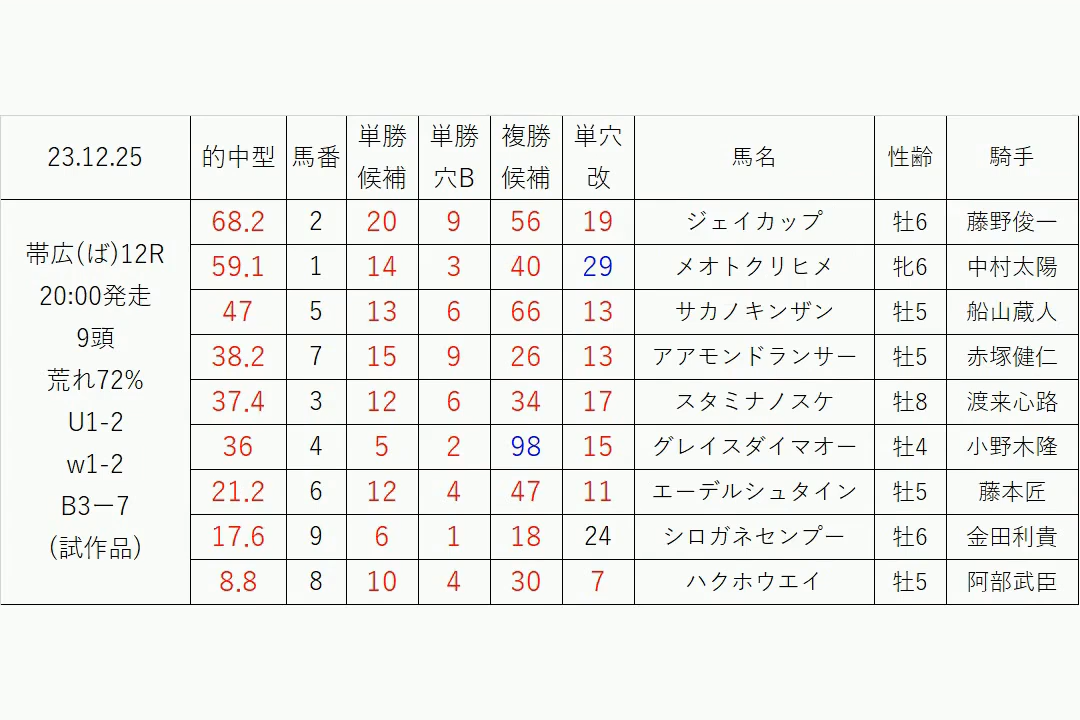 23.12.25 的中型 馬番 単勝候補 単勝穴B 複勝候補 単穴改 馬名 性齢 騎手
帯広(ば)12R
20:00発走
9頭
荒れ72%
U1-2
w1-2
B3ー7
(試作品)
68.2 2 20 9 56 19 ジェイカップ 牡6 藤野俊一
59.1 1 14 3 40 29 メオトクリヒメ 牝6 中村太陽
47 5 13 6 66 13 サカノキンザン 牡5 船山蔵人
38.2 7 15 9 26 13 アアモンドランサー 牡5 赤塚健仁
37.4 3 12 6 34 17 スタミナノスケ 牡8 渡来心路
36 4 5 2 98 15 グレイスダイマオー 牡4 小野木隆
21.2 6 12 4 47 11 エーデルシュタイン 牡5 藤本匠
17.6 9 6 1 18 24 シロガネセンプー 牡6 金田利貴
8.8 8 10 4 30 7 ハクホウエイ 牡5 阿部武臣